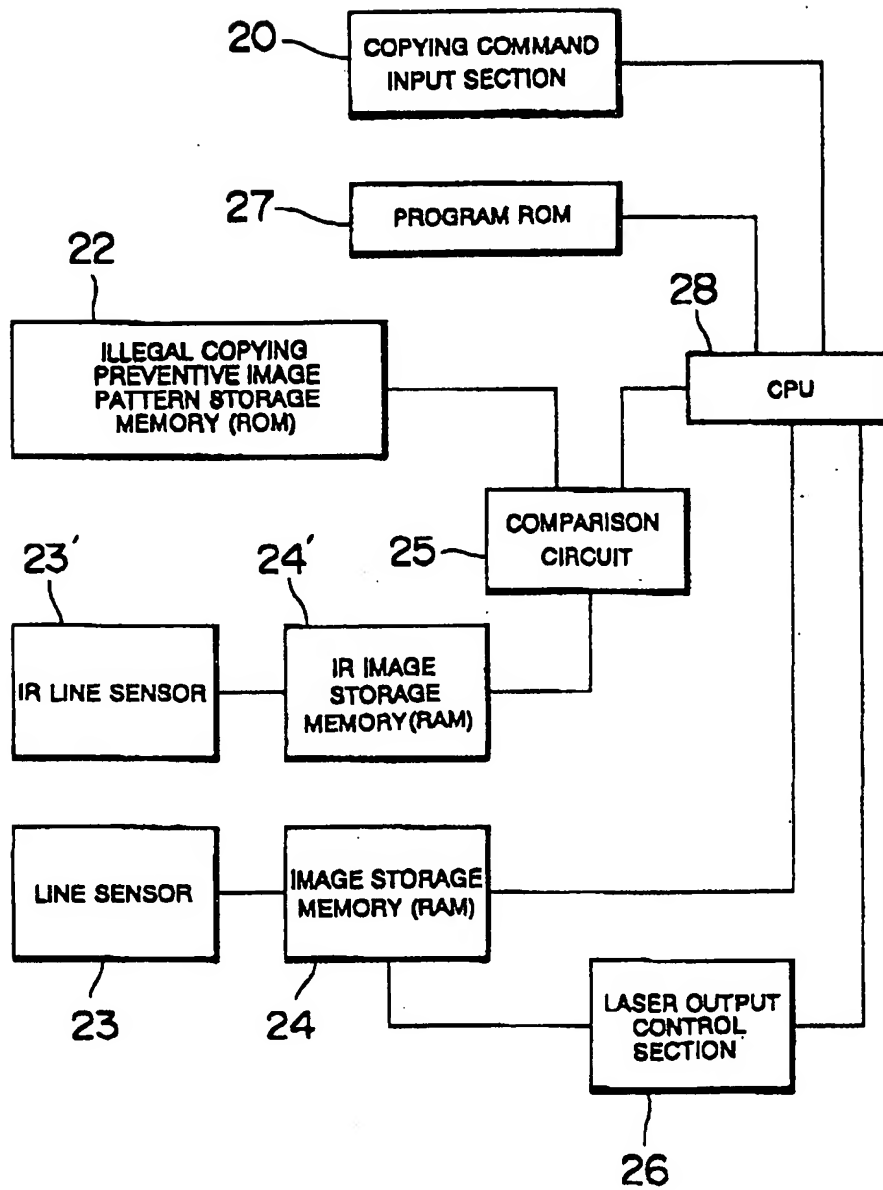 20
COPYING COMMAND
INPUT SECTION
27
PROGRAM ROM
22
ILLEGAL COPYING
PREVENTIVE IMAGE
PATTERN STORAGE
MEMORY (ROM)
28
CPU
25
COMPARISON
CIRCUIT
23′
IR LINE SENSOR
24′
IR IMAGE
STORAGE
MEMORY (RAM)
LINE SENSOR
23
IMAGE STORAGE
MEMORY (RAM)
24
LASER OUTPUT
CONTROL
SECTION
26